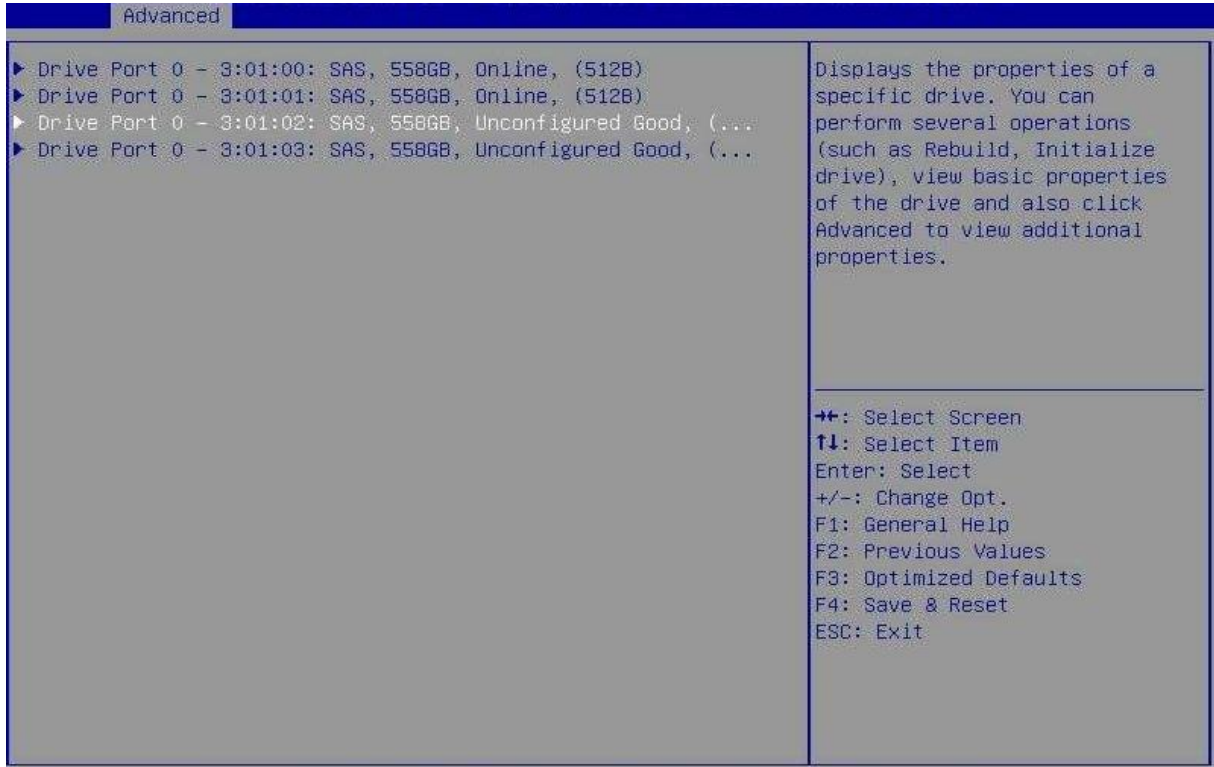 Advanced
Drive Port 0 - 3:01:00: SAS, 558GB, Online, (512B)
Drive Port 0 - 3:01:01: SAS, 558GB, Online, (512B)
Drive Port 0 - 3:01:02: SAS, 558GB, Unconfigured Good, (...
Drive Port 0 - 3:01:03: SAS, 558GB, Unconfigured Good, (...
Displays the properties of a
specific drive. You can
perform several operations
(such as Rebuild, Initialize
drive), view basic properties
of the drive and also click
Advanced to view additional
properties.
→←: Select Screen
↑↓: Select Item
Enter: Select
+/-: Change Opt.
F1: General Help
F2: Previous Values
F3: Optimized Defaults
F4: Save & Reset
ESC: Exit